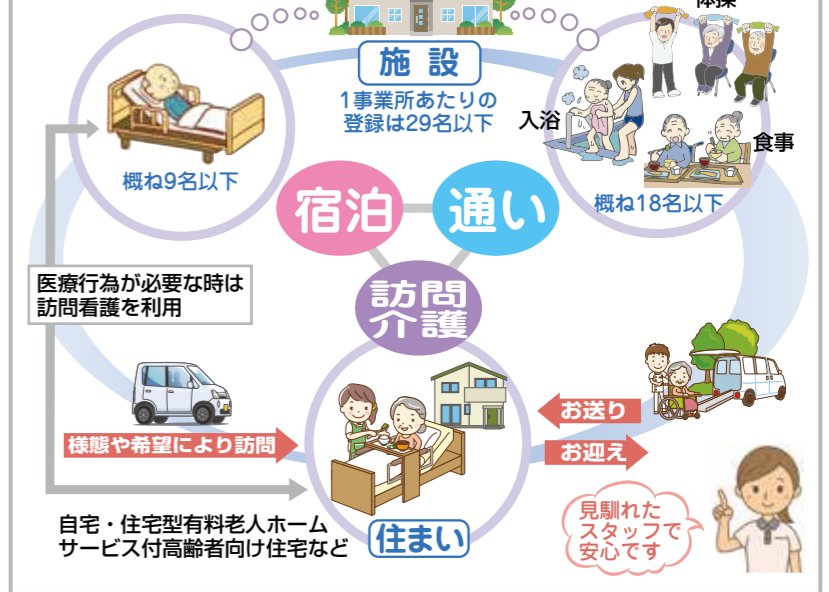 体操
施設
1事業所あたりの
登録は29名以下
入浴
食事
概ね9名以下
概ね18名以下
宿泊
通い
訪問
介護
医療行為が必要な時は
訪問看護を利用
様態や希望により訪問
お送り
お迎え
自宅・住宅型有料老人ホーム
サービス付高齢者向け住宅など
住まい
見馴れた
スタッフで
安心です